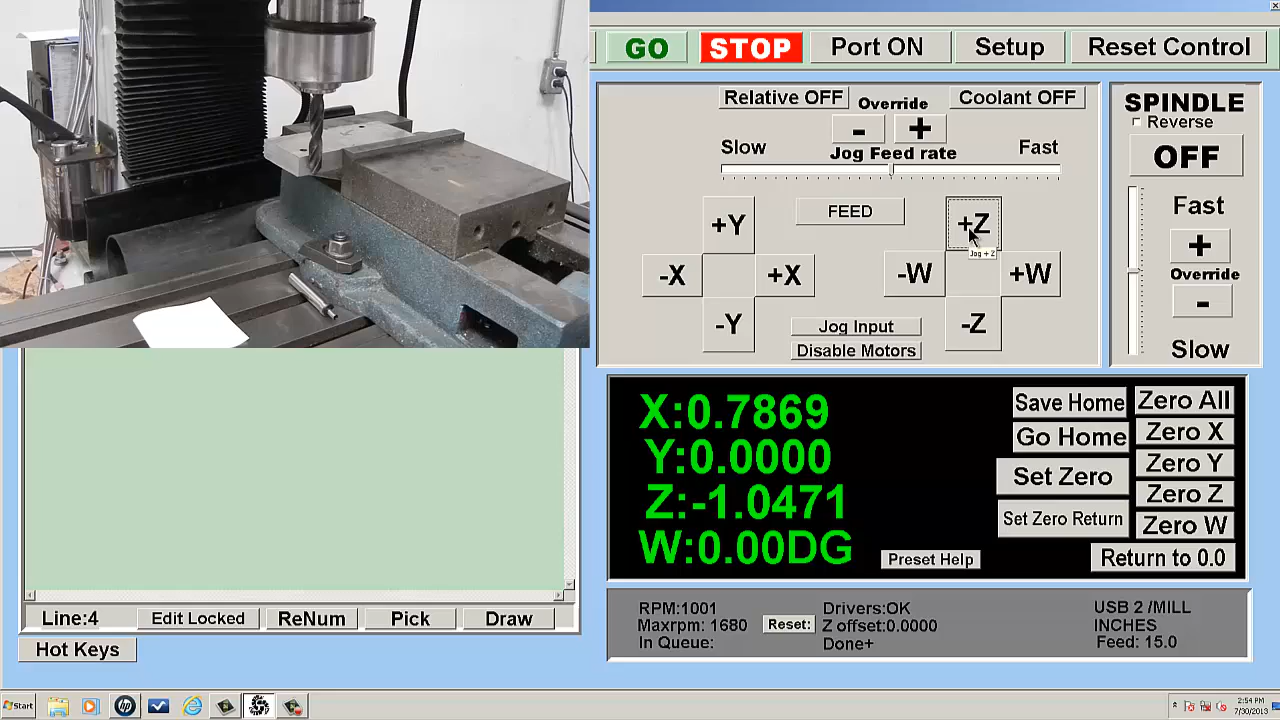 GO STOP Port ON Setup Reset Control
Relative OFF Override Coolant OFF
- +
Slow Jog Feed rate Fast
+Y FEED +Z
Jog + Z
-X +X -W +W
-Y Jog Input -Z
Disable Motors
SPINDLE
Reverse
OFF
Fast
+
Override
-
Slow
X:0.7869
Y:0.0000
Z:-1.0471
W:0.00DG
Preset Help
Save Home Zero All
Go Home Zero X
Set Zero Zero Y
Zero Z
Set Zero Return Zero W
Return to 0.0
RPM:1001 Drivers:OK USB 2 /MILL
Maxrpm: 1680 Reset: Z offset:0.0000 INCHES
In Queue: Done+ Feed: 15.0
Line:4 Edit Locked ReNum Pick Draw
Hot Keys
Start
hp
2:54 PM
7/30/2013